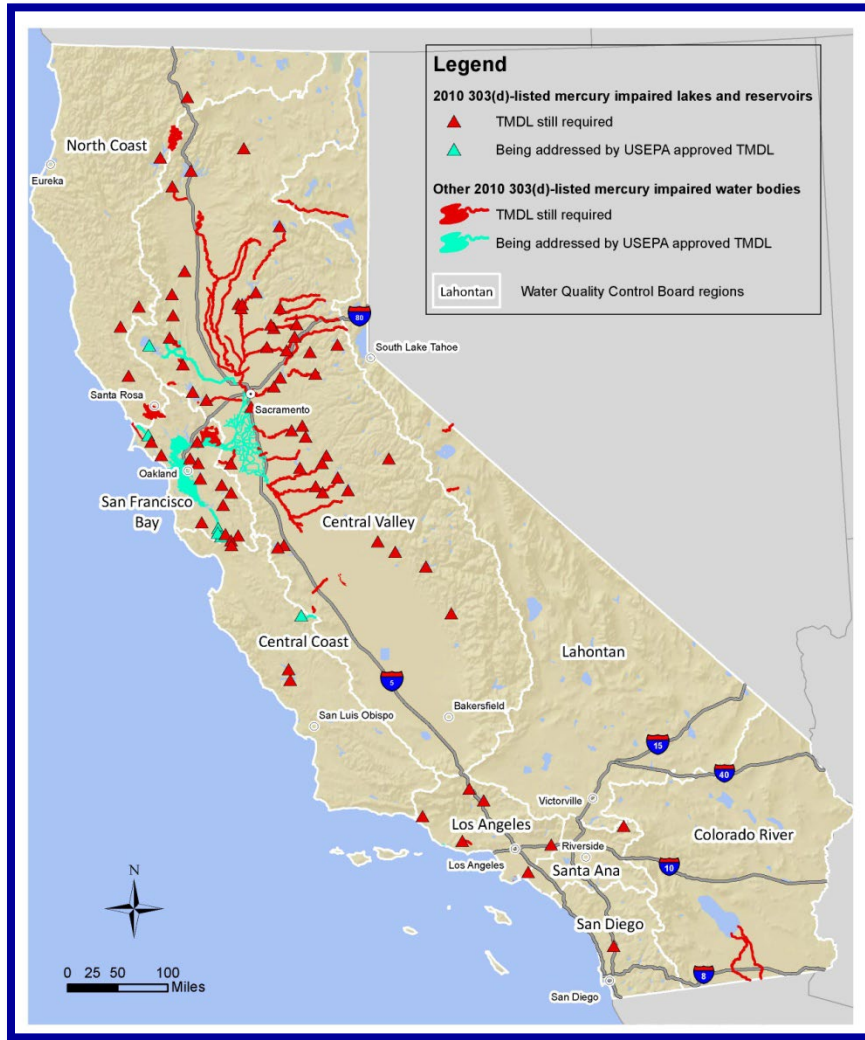 Legend
2010 303(d)-listed mercury impaired lakes and reservoirs
TMDL still required
Being addressed by USEPA approved TMDL
Other 2010 303(d)-listed mercury impaired water bodies
TMDL still required
Being addressed by USEPA approved TMDL
Lahontan
Water Quality Control Board regions
North Coast
Eureka
80
South Lake Tahoe
Santa Rosa
Sacramento
Oakland
San Francisco
Bay
Central Valley
Central Coast
Lahontan
5
San Luis Obispo
Bakersfield
15
40
Victorville
Los Angeles
Colorado River
Los Angeles
Riverside
10
Santa Ana
San Diego
N
0 25 50 100
Miles
8
San Diego